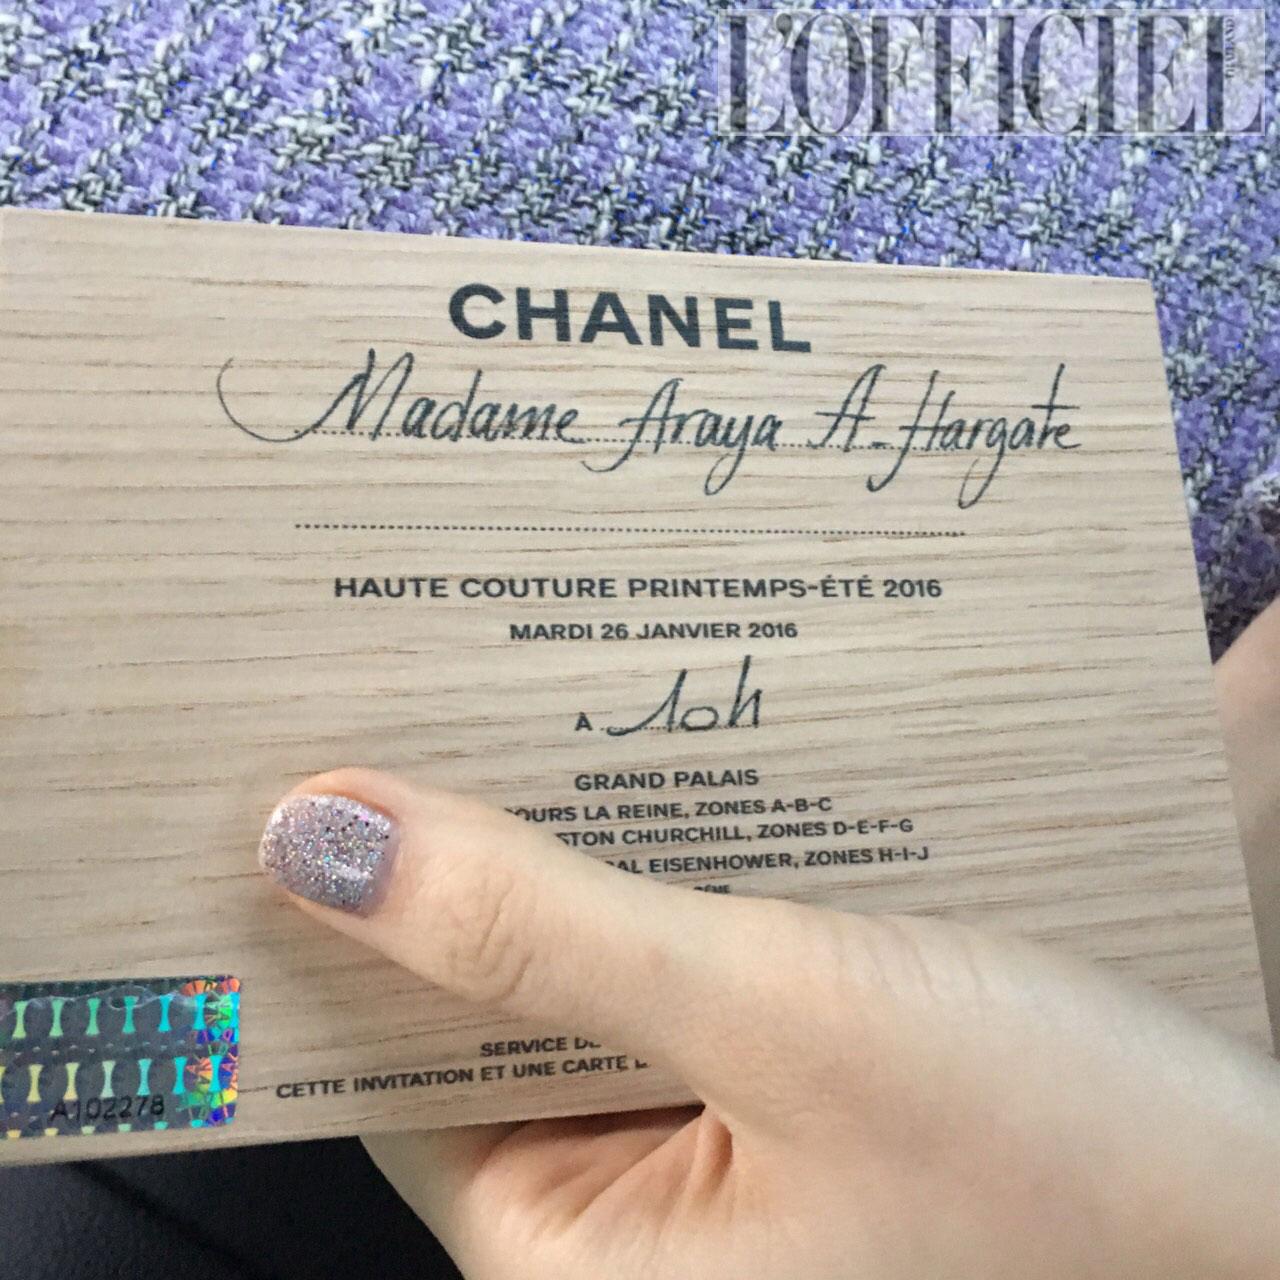 L'OFFICIEL
THAILAND
CHANEL
Madame Araya A. Hargate
HAUTE COUTURE PRINTEMPS-ÉTÉ 2016
MARDI 26 JANVIER 2016
À 10h
GRAND PALAIS
LA REINE, ZONES A-B-C
CHURCHILL, ZONES D-E-F-G
EISENHOWER, ZONES H-I-J
SERVICE
CETTE INVITATION ET UNE CARTE
A102278